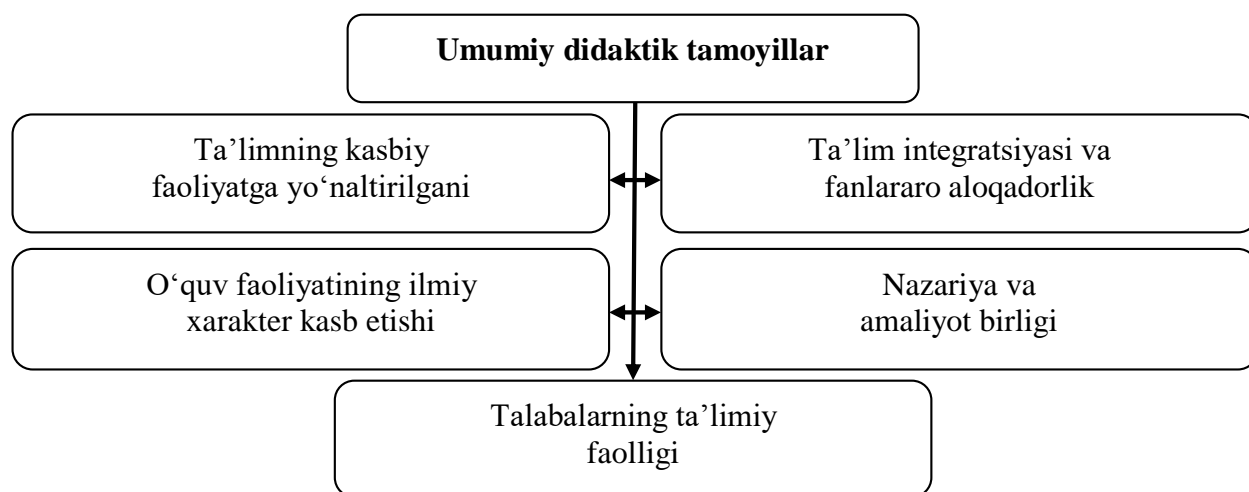 Umumiy didaktik tamoyillar
Ta’limning kasbiy
faoliyatga yo‘naltirilgani
Ta’lim integratsiyasi va
fanlararo aloqadorlik
O‘quv faoliyatining ilmiy
xarakter kasb etishi
Nazariya va
amaliyot birligi
Talabalarning ta’limiy
faolligi